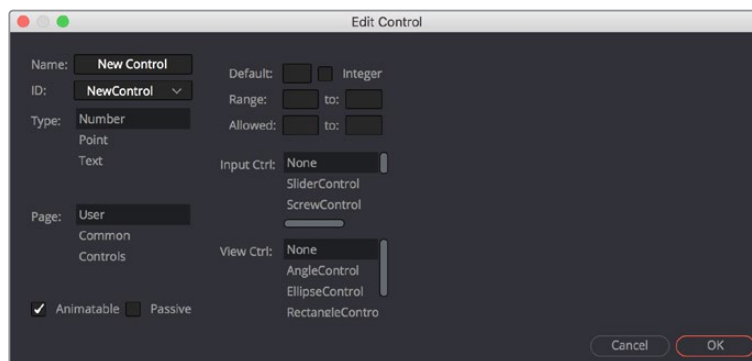 Edit Control
Name: New Control
ID: NewControl
Type: Number
Point
Text
Page: User
Common
Controls
Animatable Passive
Default: Integer
Range: to:
Allowed: to:
Input Ctrl: None
SliderControl
ScrewControl
View Ctrl: None
AngleControl
EllipseControl
RectangleContro
Cancel OK